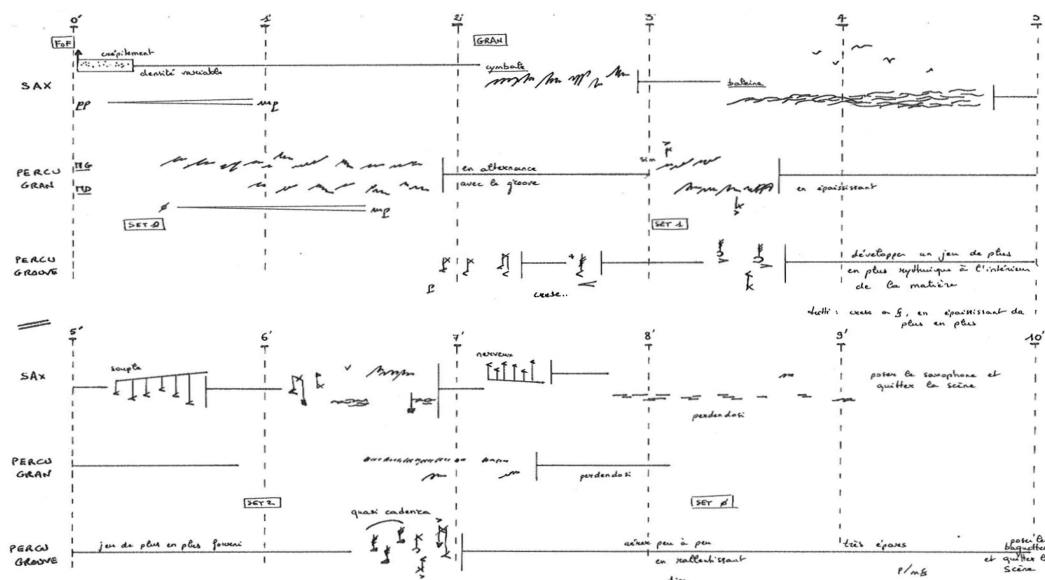 0' 1' 2' 3' 4' 5
FoF
GRAN
crépitement
densité variable
cymbale
baleine
SAX
pp mp
PERCU
GRAN
MG
MD
en alternance
avec le groove
sim
en épaississant
ø mp
SET 0
SET 1
PERCU
GROOVE
p
cresc...
développer un jeu de plus
en plus rythmique à l'intérieur
de la matière
tutti : cresc au f, en épaississant de
plus en plus
5' 6' 7' 8' 9' 10'
SAX
souple
nerveux
perdendosi
poser le saxophone et
quitter la scène
PERCU
GRAN
perdendosi
SET 2
SET ø
quasi cadenza
PERCU
GROOVE
jeu de plus en plus fourni
aérer peu à peu
en rallentissant
très épars
poser les
baguettes
et quitter la
scène
p/mf
dim